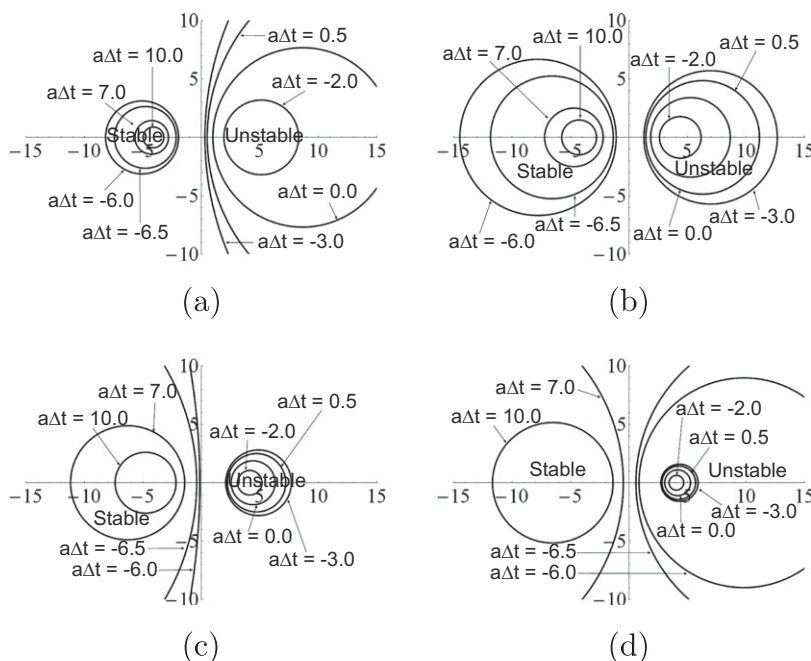 10
aΔt = 0.5
aΔt = 10.0
aΔt = 7.0
aΔt = -2.0
5
Stable
Unstable
−15 −10 −5 5 10 15
aΔt = -6.0
aΔt = 0.0
−5
aΔt = -6.5
aΔt = -3.0
−10
(a)
10
aΔt = 10.0
aΔt = 0.5
aΔt = 7.0
aΔt = -2.0
5
−15 −10 −5 5 10 15
Stable
Unstable
−5
aΔt = -6.0
aΔt = -6.5
aΔt = 0.0
aΔt = -3.0
−10
(b)
10
aΔt = 7.0
aΔt = 0.5
aΔt = 10.0
5
aΔt = -2.0
Unstable
−15 −10 −5 5 10 15
Stable
aΔt = -6.5
−5
aΔt = 0.0
aΔt = -6.0
aΔt = -3.0
−10
(c)
10
aΔt = 7.0
aΔt = 10.0
5
aΔt = -2.0
aΔt = 0.5
Stable
Unstable
−15 −10 −5 5 10 15
aΔt = -3.0
−5
aΔt = 0.0
aΔt = -6.5
aΔt = -6.0
−10
(d)